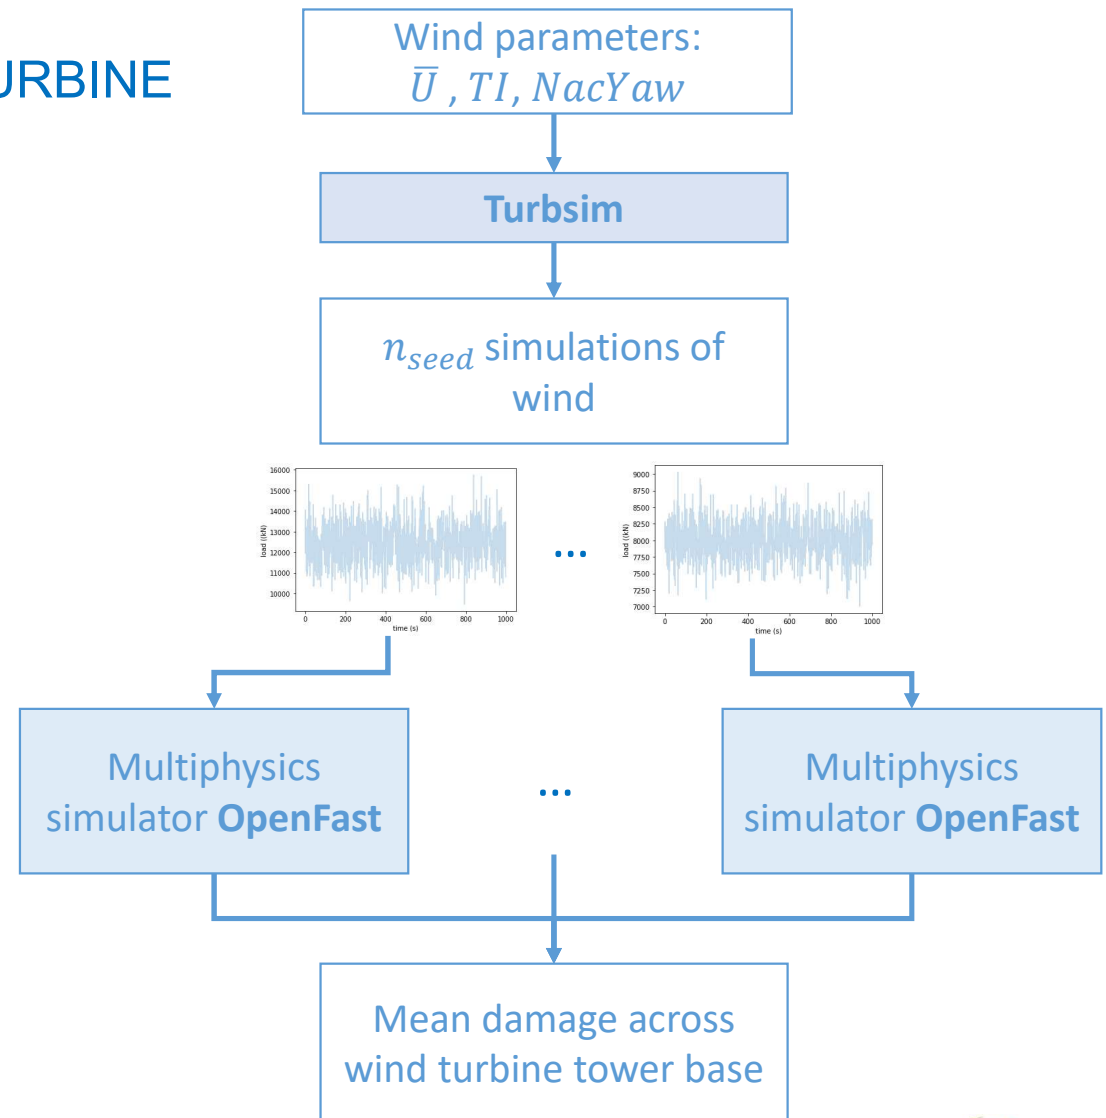 URBINE
Wind parameters:
U̅ , TI, NacYaw
Turbsim
n_seed simulations of
wind
16000
15000
14000
13000
12000
11000
10000
load ((kN)
0 200 400 600 800 1000
time (s)
...
9000
8750
8500
8250
8000
7750
7500
7250
7000
load ((kN)
0 200 400 600 800 1000
time (s)
Multiphysics
simulator OpenFast
...
Multiphysics
simulator OpenFast
Mean damage across
wind turbine tower base